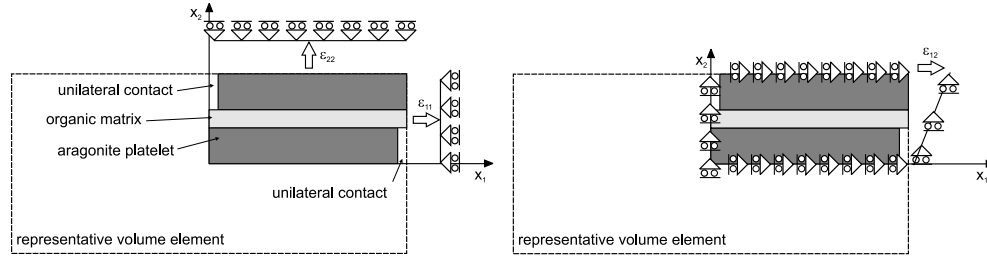 x2
ε22
unilateral contact
organic matrix
aragonite platelet
ε11
x1
unilateral contact
representative volume element
x2
ε12
x1
representative volume element